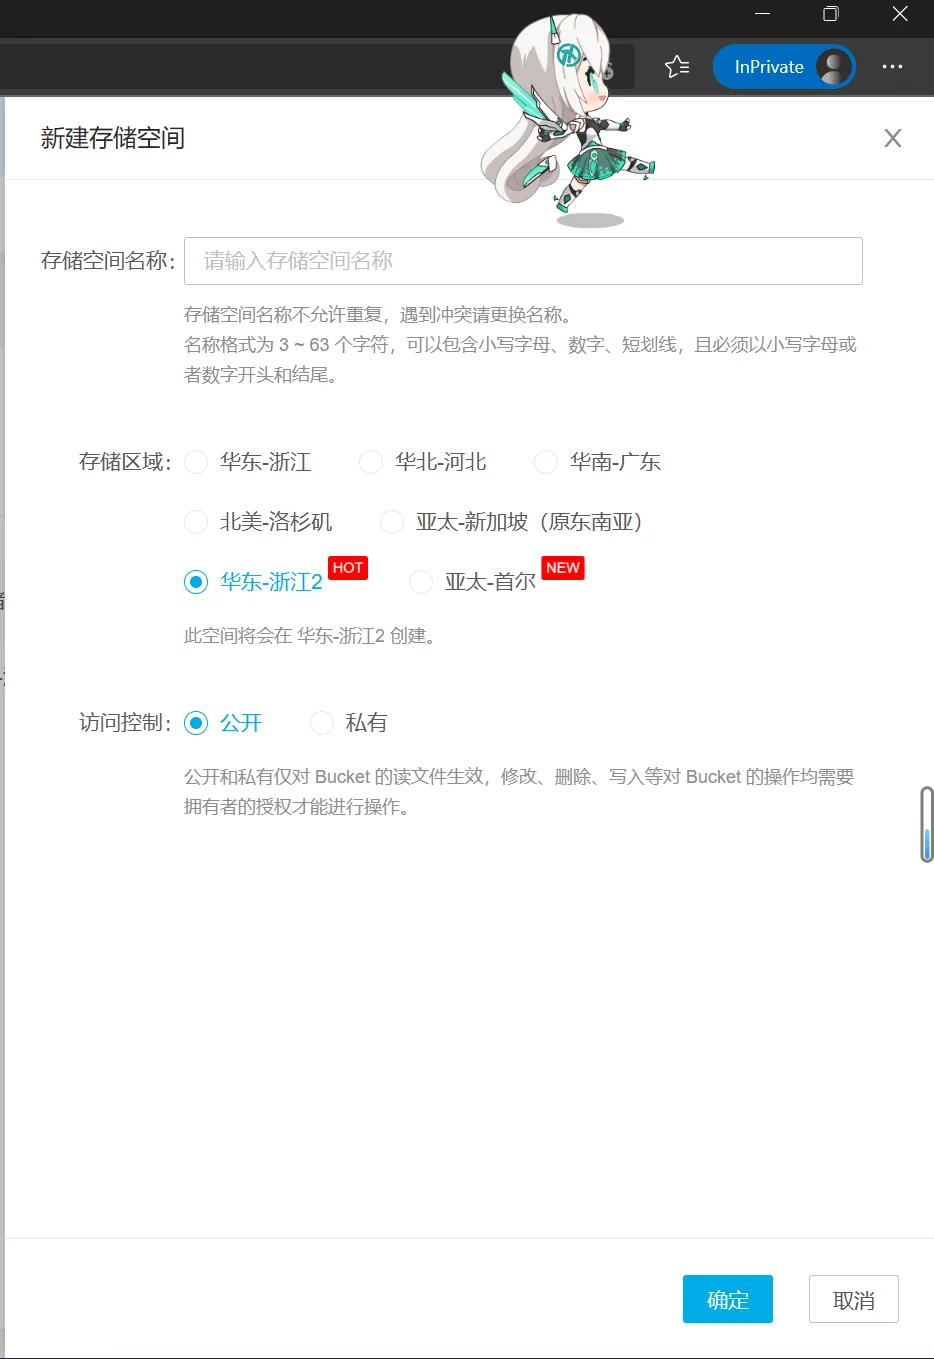 InPrivate
新建存储空间
存储空间名称:
请输入存储空间名称
存储空间名称不允许重复，遇到冲突请更换名称。
名称格式为 3 ~ 63 个字符，可以包含小写字母、数字、短划线，且必须以小写字母或
者数字开头和结尾。
存储区域: 华东-浙江 华北-河北 华南-广东
北美-洛杉矶 亚太-新加坡（原东南亚）
华东-浙江2 HOT 亚太-首尔 NEW
此空间将会在 华东-浙江2 创建。
访问控制: 公开 私有
公开和私有仅对 Bucket 的读文件生效，修改、删除、写入等对 Bucket 的操作均需要
拥有者的授权才能进行操作。
确定 取消